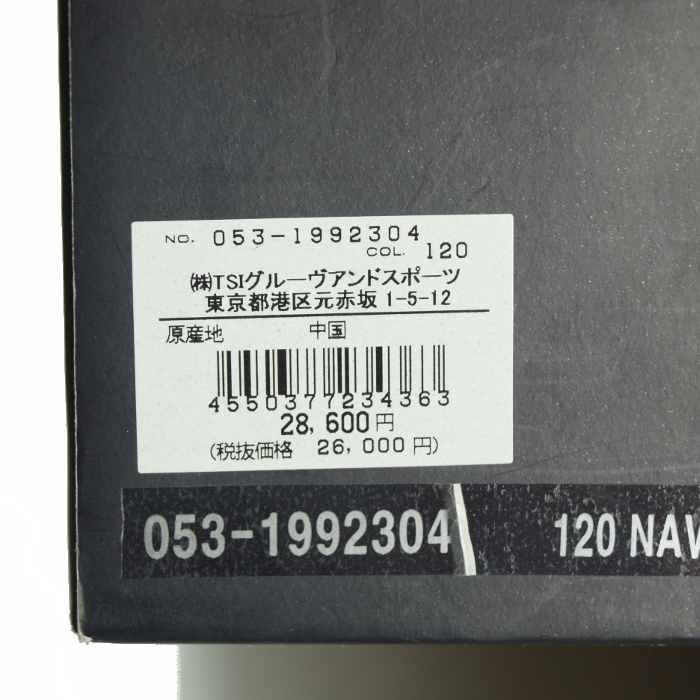 NO. 053-1992304
COL. 120
㈱TSIグルーヴアンドスポーツ
東京都港区元赤坂 1-5-12
原産地 中国
4550377234363
28,600円
(税抜価格 26,000円)
053-1992304 120 NAV